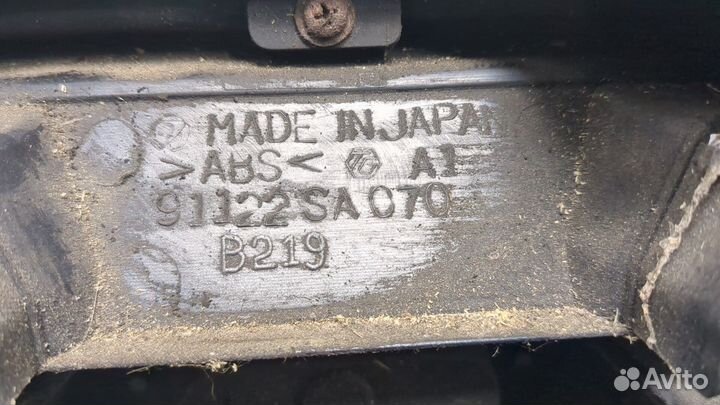 MADE IN JAPAN
>ABS< A1
91122SA070
B219
Avito